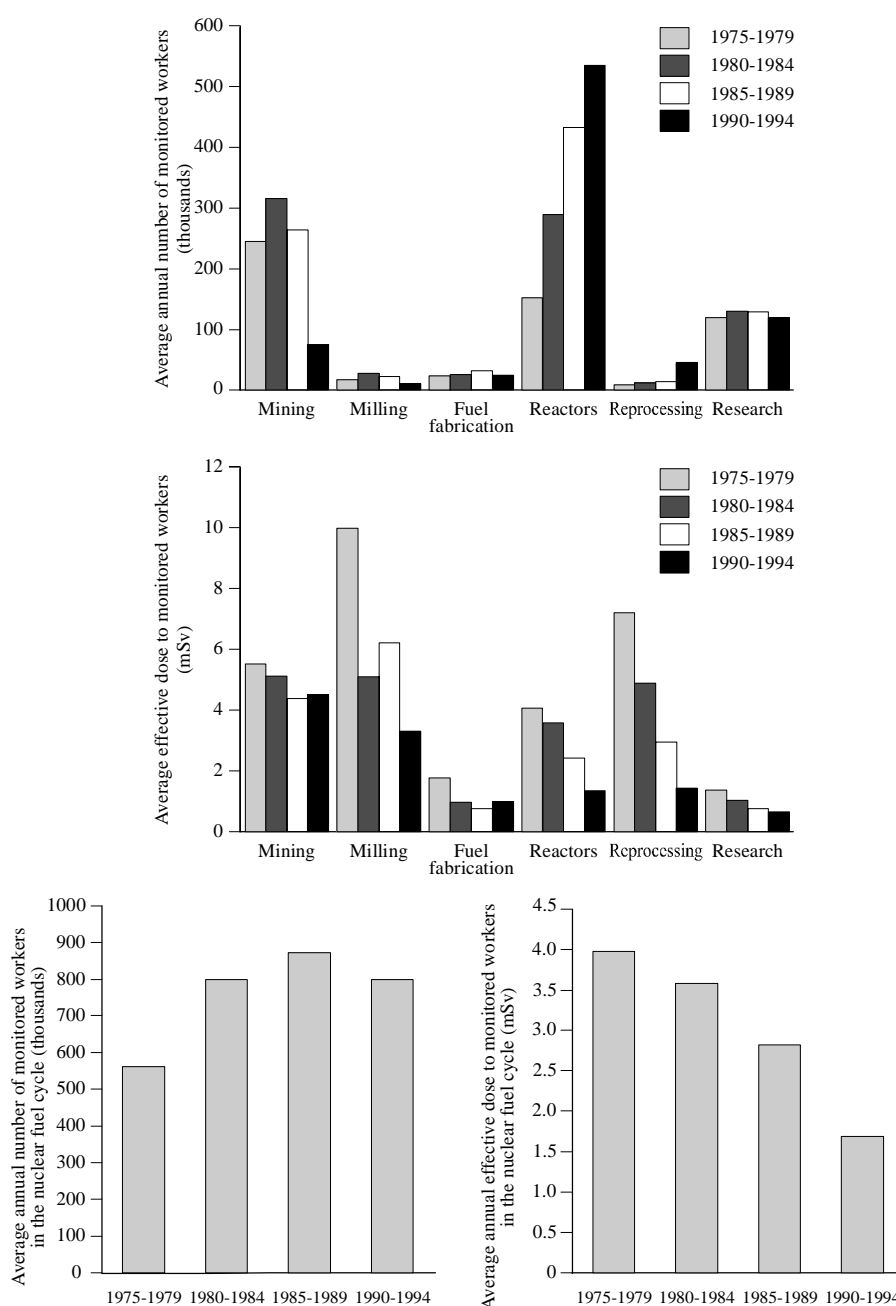 Average annual number of monitored workers
(thousands)
600
500
400
300
200
100
0
1975-1979
1980-1984
1985-1989
1990-1994
Mining
Milling
Fuel
fabrication
Reactors
Reprocessing
Research
Average effective dose to monitored workers
(mSv)
12
10
8
6
4
2
0
1975-1979
1980-1984
1985-1989
1990-1994
Mining
Milling
Fuel
fabrication
Reactors
Reprocessing
Research
Average annual number of monitored workers
in the nuclear fuel cycle (thousands)
1000
900
800
700
600
500
400
300
200
100
0
1975-1979 1980-1984 1985-1989 1990-1994
Average annual effective dose to monitored workers
in the nuclear fuel cycle (mSv)
4.5
4.0
3.5
3.0
2.5
2.0
1.5
1.0
0.5
0
1975-1979 1980-1984 1985-1989 1990-1994